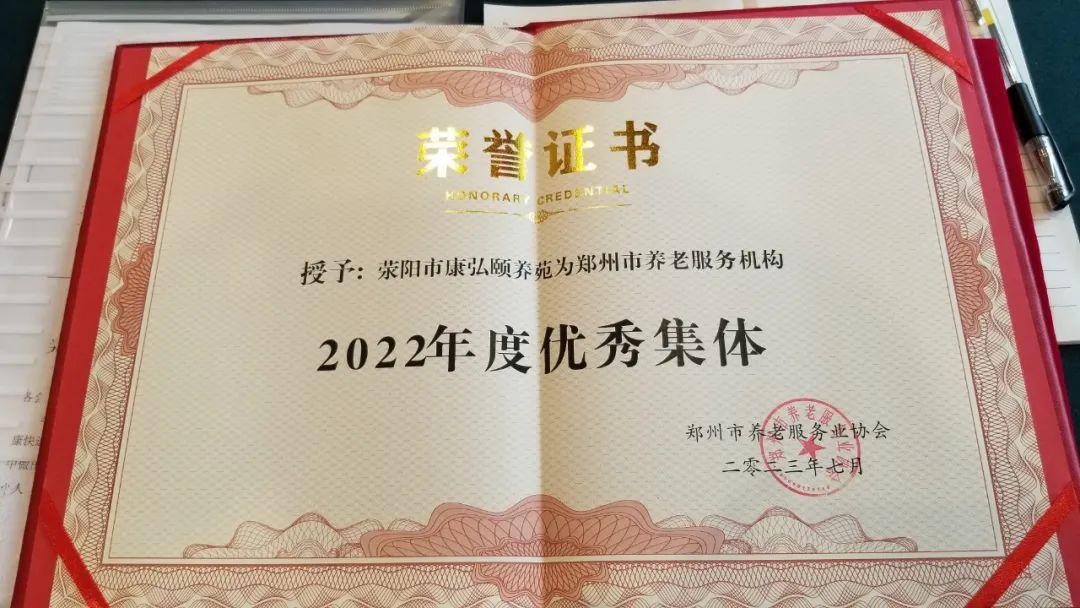 荣誉证书
HONORARY CREDENTIAL
授予：荥阳市康弘颐养苑为郑州市养老服务机构
2022年度优秀集体
郑州市养老服务业协会
二零二三年七月